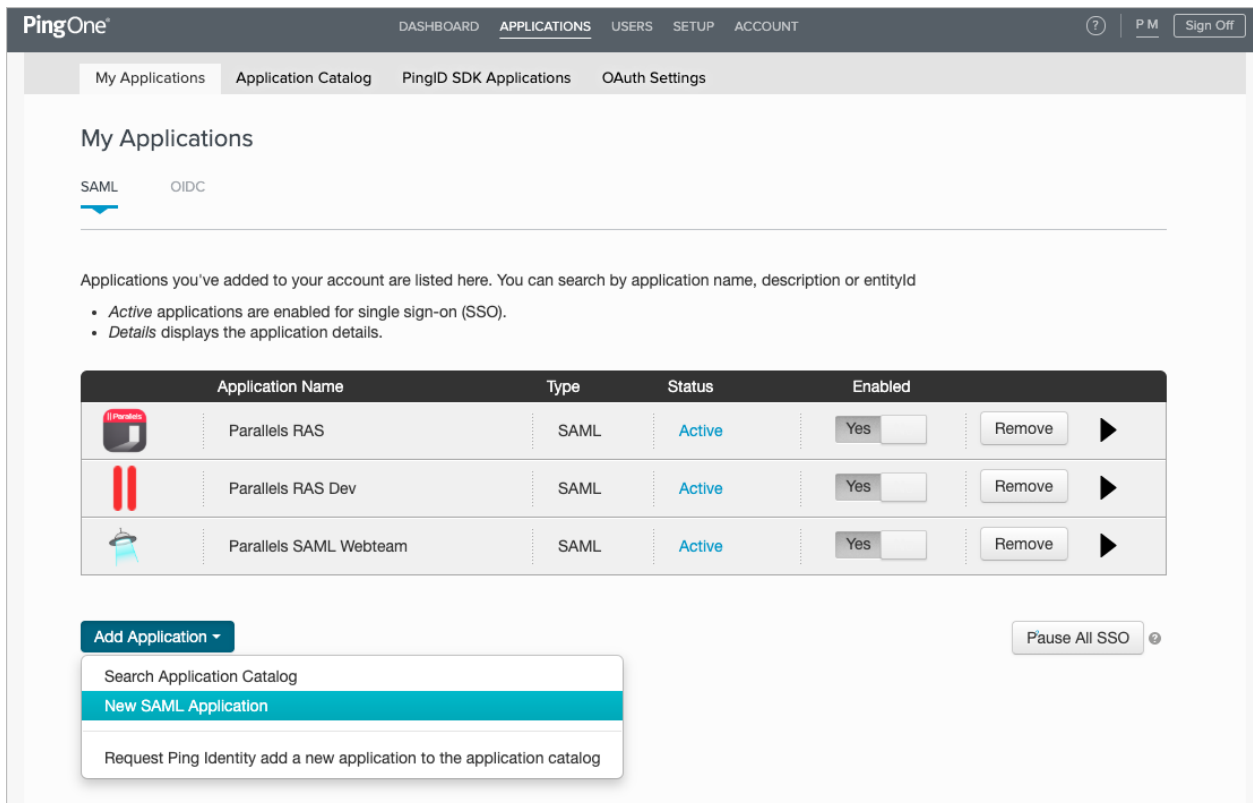 PingOne® DASHBOARD APPLICATIONS USERS SETUP ACCOUNT ? P M Sign Off
My Applications Application Catalog PingID SDK Applications OAuth Settings
My Applications
SAML OIDC
Applications you've added to your account are listed here. You can search by application name, description or entityId
• Active applications are enabled for single sign-on (SSO).
• Details displays the application details.
Application Name Type Status Enabled
|| Parallels
Parallels RAS SAML Active Yes Remove
Parallels RAS Dev SAML Active Yes Remove
Parallels SAML Webteam SAML Active Yes Remove
Add Application Pause All SSO ?
Search Application Catalog
New SAML Application
Request Ping Identity add a new application to the application catalog